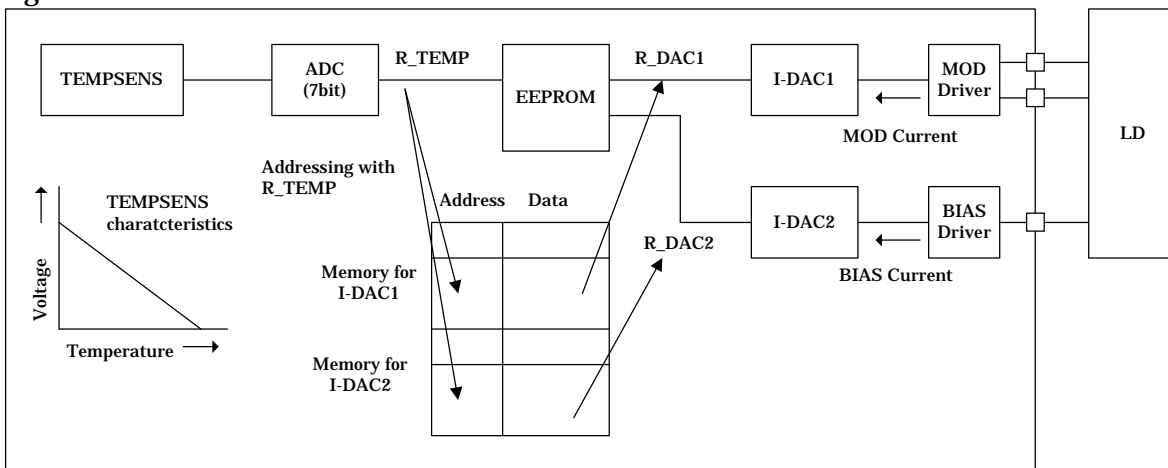 TEMPSENS
ADC
(7bit)
R_TEMP
EEPROM
R_DAC1
I-DAC1
MOD
Driver
MOD Current
LD
Addressing with
R_TEMP
TEMPSENS
charatcteristics
Voltage
Temperature
Address Data
Memory for
I-DAC1
Memory for
I-DAC2
R_DAC2
I-DAC2
BIAS
Driver
BIAS Current